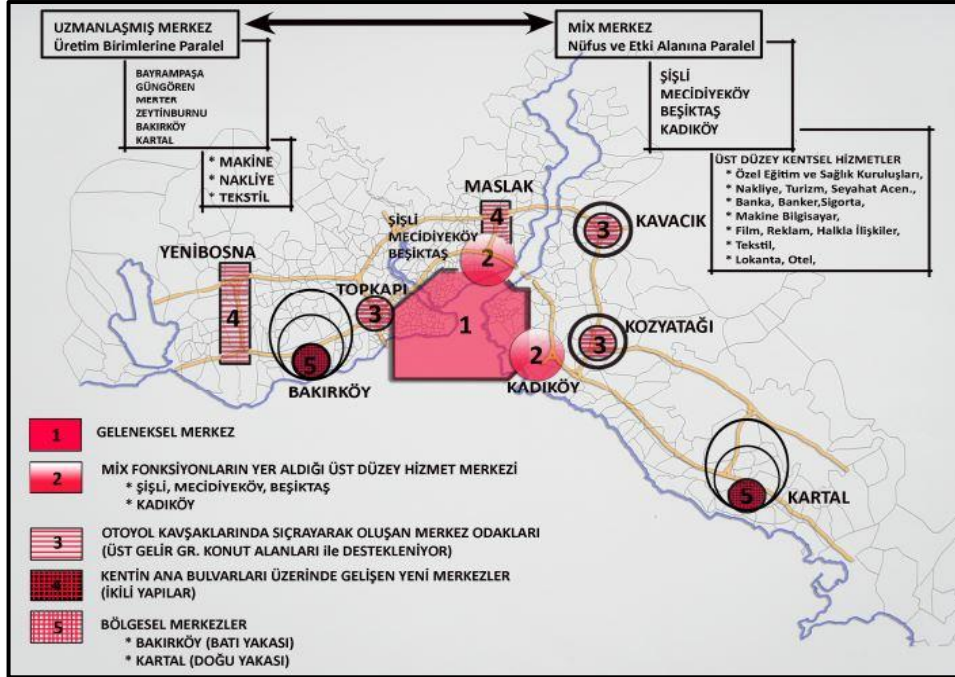 UZMANLAŞMIŞ MERKEZ
Üretim Birimlerine Paralel
BAYRAMPAŞA
GÜNGÖREN
MERTER
ZEYTİNBURNU
BAKIRKÖY
KARTAL
* MAKİNE
* NAKLİYE
* TEKSTİL
MİX MERKEZ
Nüfus ve Etki Alanına Paralel
ŞİŞLİ
MECİDİYEKÖY
BEŞİKTAŞ
KADIKÖY
ÜST DÜZEY KENTSEL HİZMETLER
* Özel Eğitim ve Sağlık Kuruluşları,
* Nakliye, Turizm, Seyahat Acen.,
* Banka, Banker,Sigorta,
* Makine Bilgisayar,
* Film, Reklam, Halkla İlişkiler,
* Tekstil,
* Lokanta, Otel,
MASLAK
4
KAVACIK
3
ŞİŞLİ
MECİDİYEKÖY
BEŞİKTAŞ
2
YENİBOSNA
4
TOPKAPI
3
1
KOZYATAĞI
3
2
KADIKÖY
5
BAKIRKÖY
5
KARTAL
1 GELENEKSEL MERKEZ
2 MİX FONKSİYONLARIN YER ALDIĞI ÜST DÜZEY HİZMET MERKEZİ
* ŞİŞLİ, MECİDİYEKÖY, BEŞİKTAŞ
* KADIKÖY
3 OTOYOL KAVŞAKLARINDA SIÇRAYARAK OLUŞAN MERKEZ ODAKLARI
(ÜST GELİR GR. KONUT ALANLARI ile DESTEKLENİYOR)
4 KENTİN ANA BULVARLARI ÜZERİNDE GELİŞEN YENİ MERKEZLER
(İKİLİ YAPILAR)
5 BÖLGESEL MERKEZLER
* BAKIRKÖY (BATI YAKASI)
* KARTAL (DOĞU YAKASI)